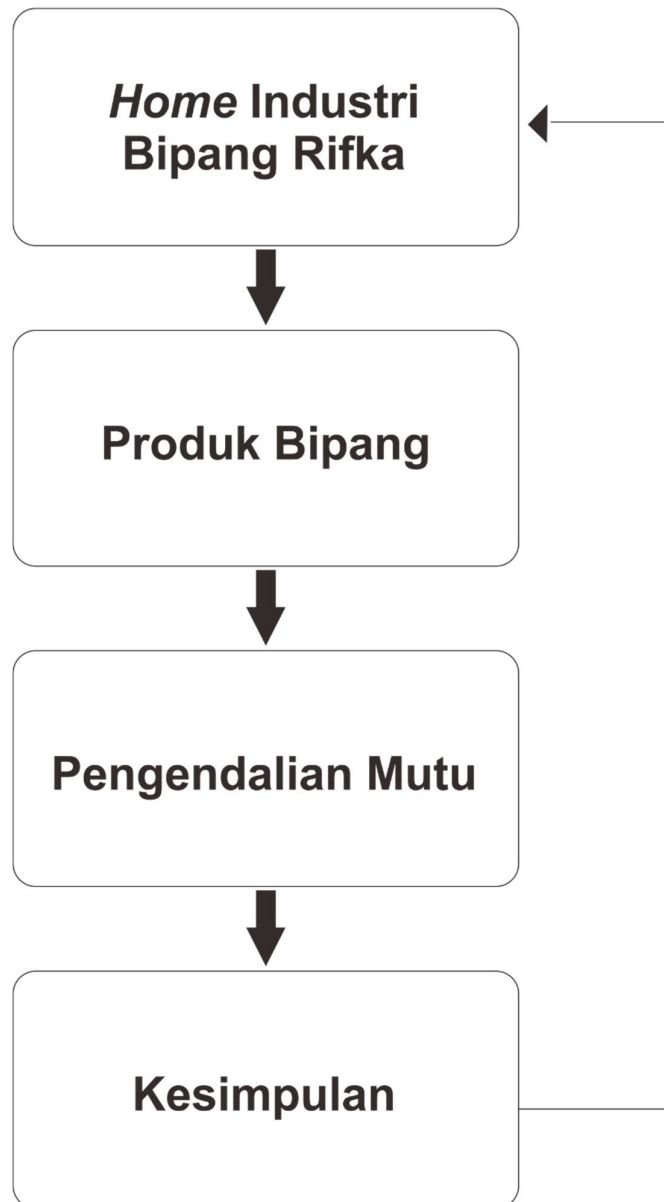 Home Industri
Bipang Rifka
Produk Bipang
Pengendalian Mutu
Kesimpulan